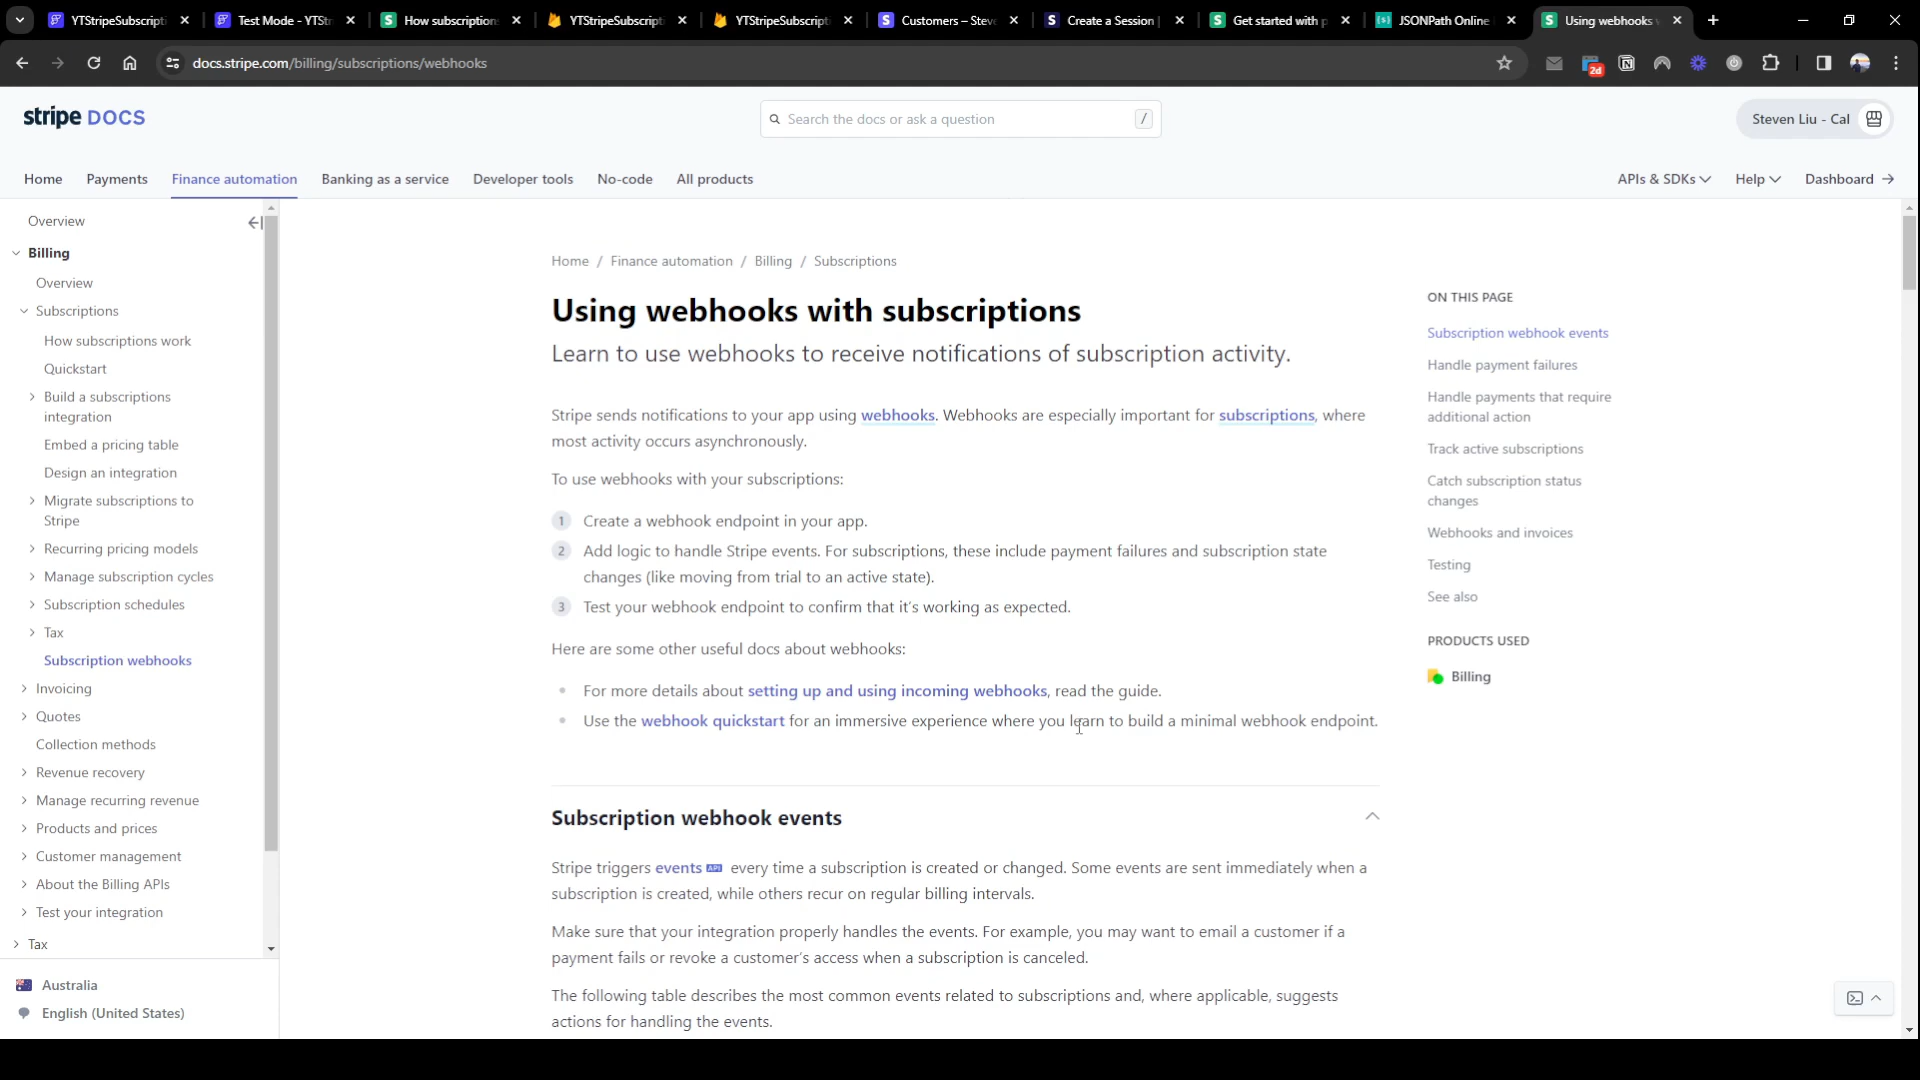 YTStripeSubscripti
Test Mode - YTStr
How subscription
YTStripeSubscript
YTStripeSubscript
Customers – Stev
Create a Session
Get started with p
JSONPath Online
Using webhooks w
docs.stripe.com/billing/subscriptions/webhooks
2d
stripe DOCS
Search the docs or ask a question
/
Steven Liu - Cal
Home
Payments
Finance automation
Banking as a service
Developer tools
No-code
All products
APIs & SDKs
Help
Dashboard
Overview
Billing
Overview
Subscriptions
How subscriptions work
Quickstart
Build a subscriptions
integration
Embed a pricing table
Design an integration
Migrate subscriptions to
Stripe
Recurring pricing models
Manage subscription cycles
Subscription schedules
Tax
Subscription webhooks
Invoicing
Quotes
Collection methods
Revenue recovery
Manage recurring revenue
Products and prices
Customer management
About the Billing APIs
Test your integration
Tax
Australia
English (United States)
Home / Finance automation / Billing / Subscriptions
Using webhooks with subscriptions
Learn to use webhooks to receive notifications of subscription activity.
Stripe sends notifications to your app using webhooks. Webhooks are especially important for subscriptions, where
most activity occurs asynchronously.
To use webhooks with your subscriptions:
1 Create a webhook endpoint in your app.
2 Add logic to handle Stripe events. For subscriptions, these include payment failures and subscription state
changes (like moving from trial to an active state).
3 Test your webhook endpoint to confirm that it's working as expected.
Here are some other useful docs about webhooks:
• For more details about setting up and using incoming webhooks, read the guide.
• Use the webhook quickstart for an immersive experience where you learn to build a minimal webhook endpoint.
Subscription webhook events
Stripe triggers events API every time a subscription is created or changed. Some events are sent immediately when a
subscription is created, while others recur on regular billing intervals.
Make sure that your integration properly handles the events. For example, you may want to email a customer if a
payment fails or revoke a customer's access when a subscription is canceled.
The following table describes the most common events related to subscriptions and, where applicable, suggests
actions for handling the events.
ON THIS PAGE
Subscription webhook events
Handle payment failures
Handle payments that require
additional action
Track active subscriptions
Catch subscription status
changes
Webhooks and invoices
Testing
See also
PRODUCTS USED
Billing